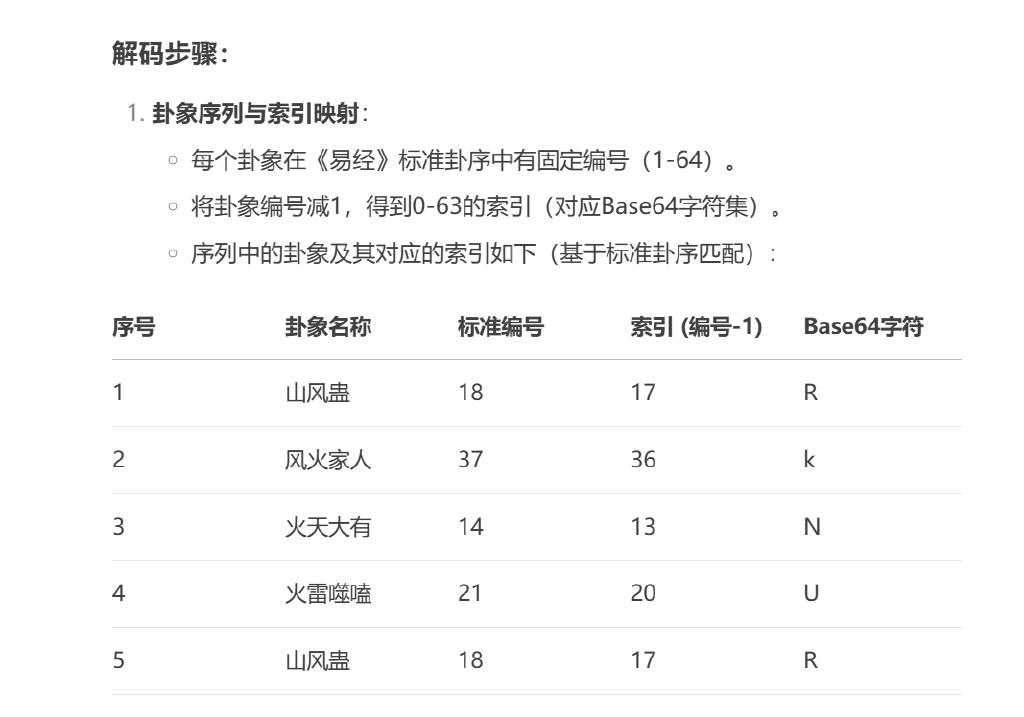 解码步骤：
1. 卦象序列与索引映射：
○ 每个卦象在《易经》标准卦序中有固定编号（1-64）。
○ 将卦象编号减1，得到0-63的索引（对应Base64字符集）。
○ 序列中的卦象及其对应的索引如下（基于标准卦序匹配）：
序号 卦象名称 标准编号 索引 (编号-1) Base64字符
1 山风蛊 18 17 R
2 风火家人 37 36 k
3 火天大有 14 13 N
4 火雷噬嗑 21 20 U
5 山风蛊 18 17 R